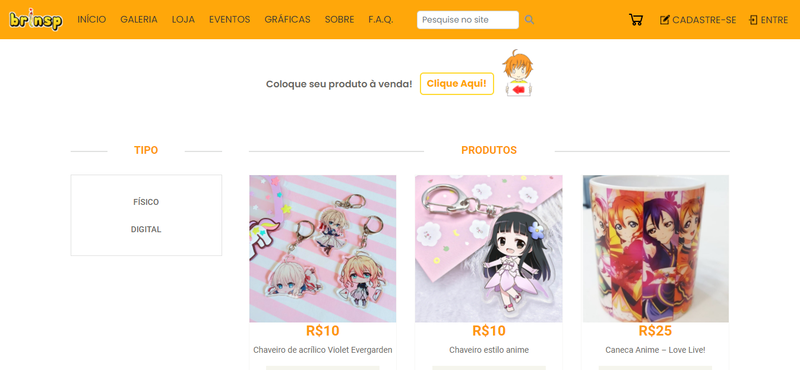 brinsp INÍCIO GALERIA LOJA EVENTOS GRÁFICAS SOBRE F.A.Q. Pesquise no site CADASTRE-SE ENTRE
Coloque seu produto à venda! Clique Aqui!
TIPO
FÍSICO
DIGITAL
PRODUTOS
R$10
Chaveiro de acrílico Violet Evergarden
R$10
Chaveiro estilo anime
R$25
Caneca Anime – Love Live!